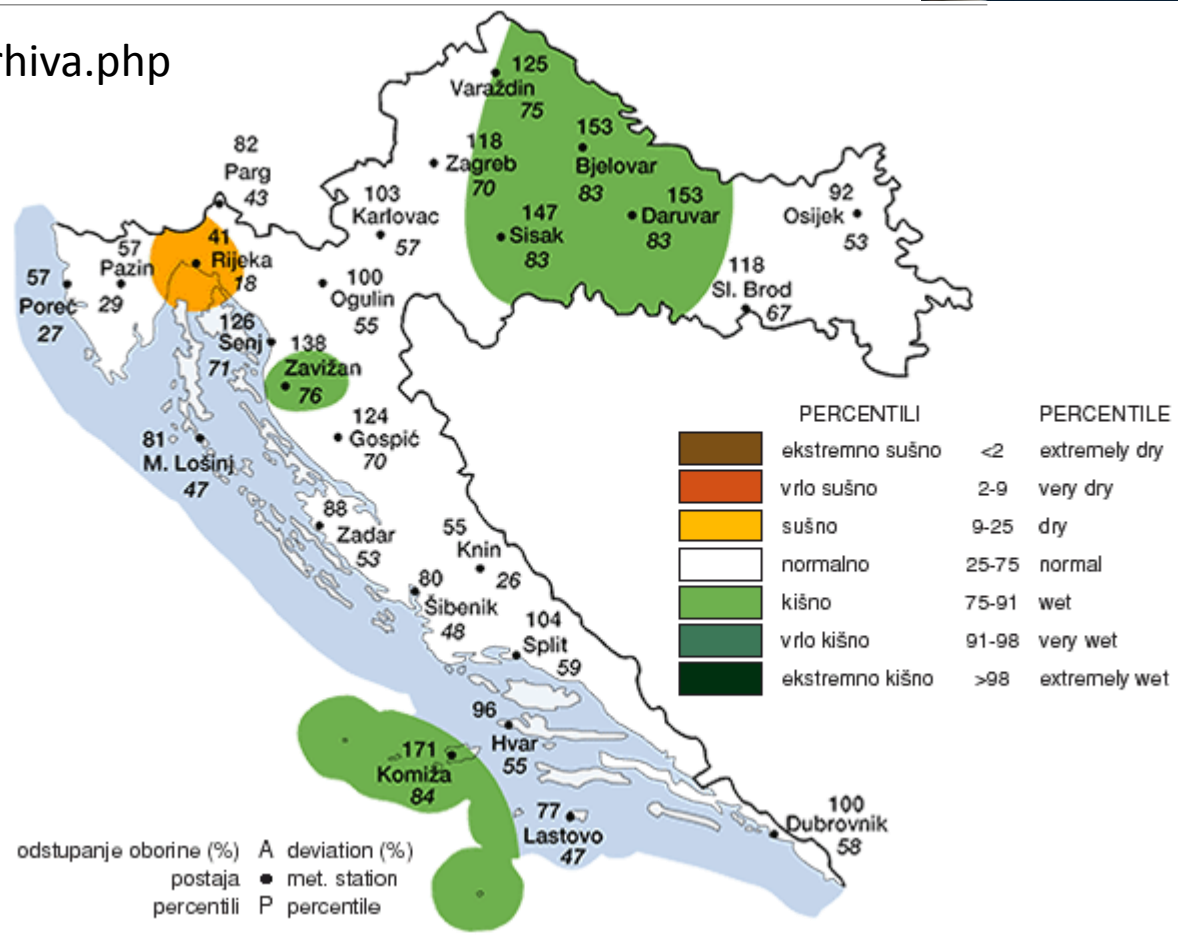 rhiva.php
125
Varaždin
75
153
Bjelovar
83
118
Zagreb
70
82
Parg
43
103
Karlovac
57
147
Sisak
83
153
Daruvar
83
92
Osijek
53
41
Rijeka
18
57
Pazin
29
57
Poreč
27
100
Ogulin
55
118
Sl. Brod
67
126
Senj
71
138
Zavižan
76
124
Gospić
70
81
M. Lošinj
47
88
Zadar
53
55
Knin
26
80
Šibenik
48
104
Split
59
96
Hvar
55
171
Komiža
84
77
Lastovo
47
100
Dubrovnik
58
PERCENTILI PERCENTILE
ekstremno sušno <2 extremely dry
vrlo sušno 2-9 very dry
sušno 9-25 dry
normalno 25-75 normal
kišno 75-91 wet
vrlo kišno 91-98 very wet
ekstremno kišno >98 extremely wet
odstupanje oborine (%) A deviation (%)
postaja met. station
percentili P percentile